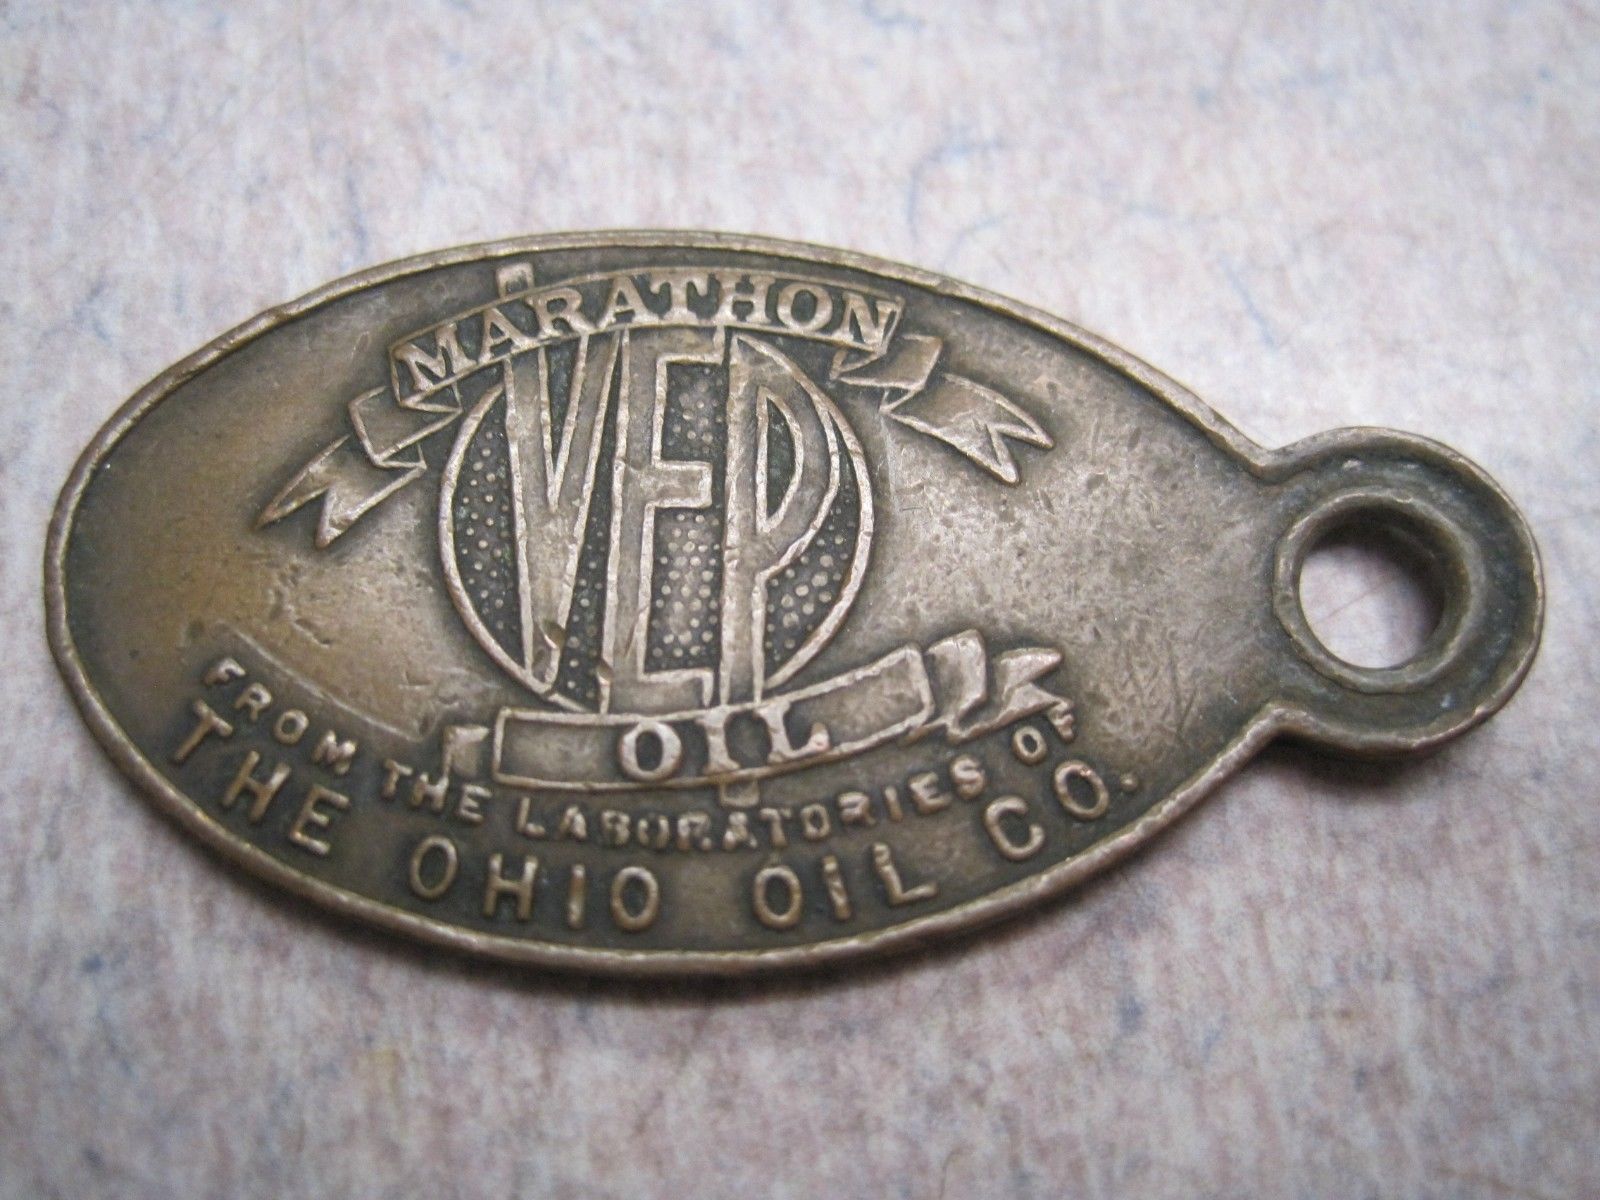 MARATHON
VEP
OIL
FROM THE LABORATORIES OF
THE OHIO OIL CO.